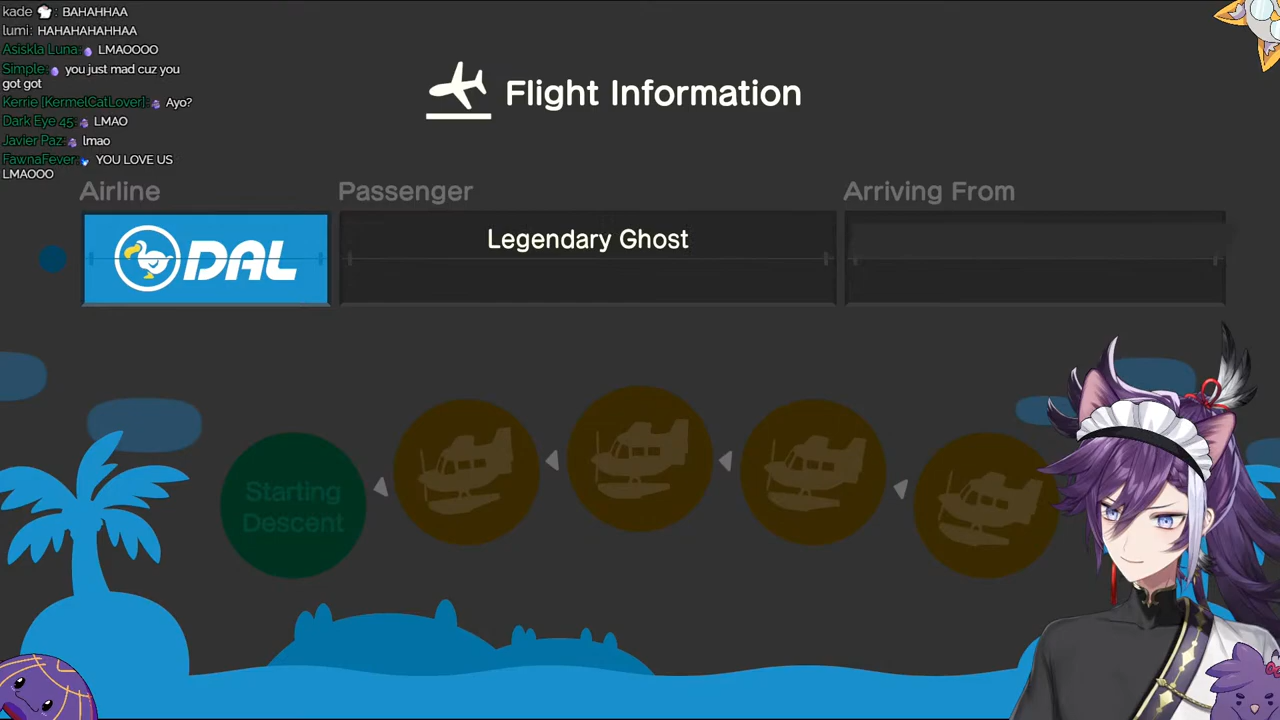 kade : BAHAHHAA
lumi: HAHAHAHAHHAA
Asiskla Luna: LMAOOOO
Simple: you just mad cuz you
got got
Kerrie [KermelCatLover]: Ayo?
Dark Eye 45: LMAO
Javier Paz: lmao
FawnaFever: YOU LOVE US
LMAOOO
Flight Information
Airline
Passenger
Arriving From
DAL
Legendary Ghost
Starting
Descent